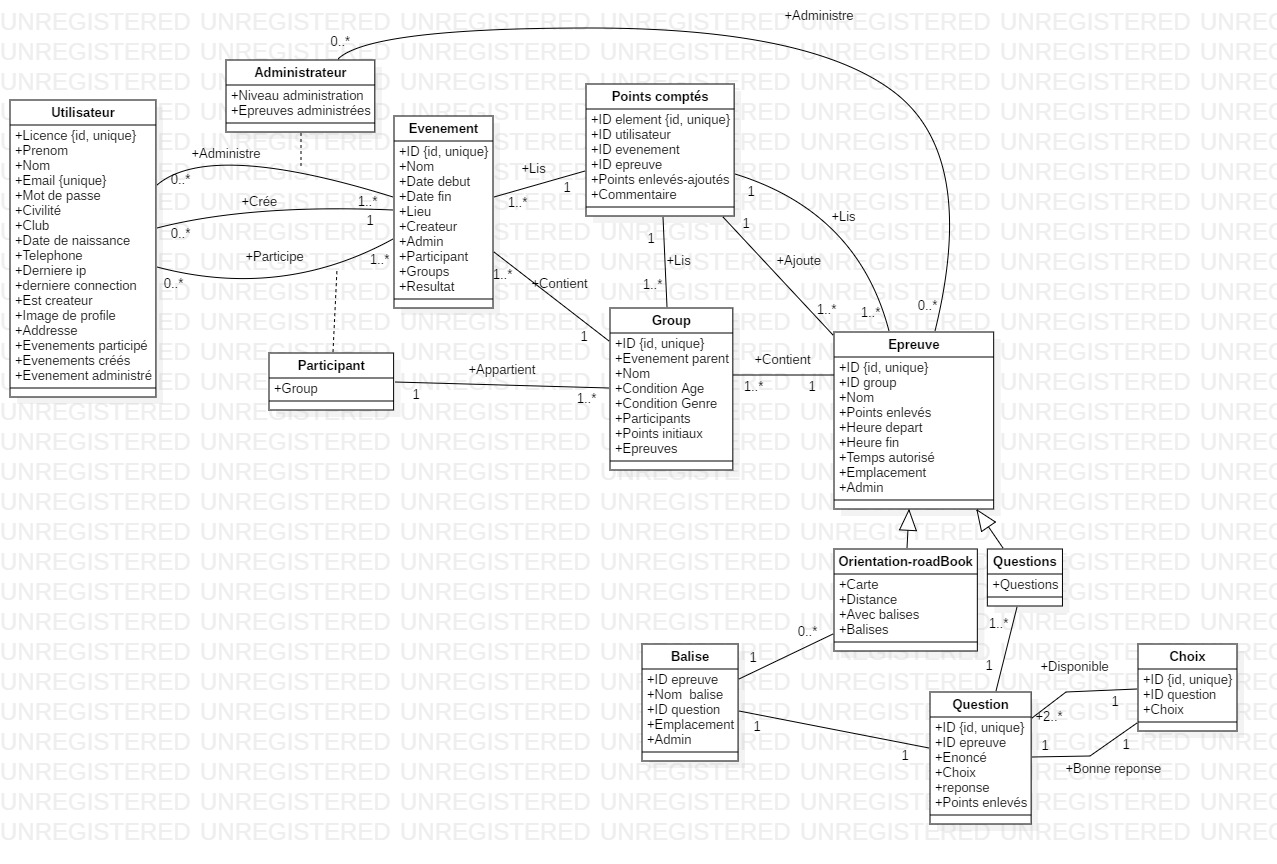 +Administre
0..*
Administrateur
+Niveau administration
+Epreuves administrées
Utilisateur
+Licence {id, unique}
+Prenom
+Nom
+Email {unique}
+Mot de passe
+Civilité
+Club
+Date de naissance
+Telephone
+Derniere ip
+derniere connection
+Est createur
+Image de profile
+Addresse
+Evenements participé
+Evenements créés
+Evenement administré
+Administre
0..*
1..*
+Crée
0..*
1
+Participe
0..*
1..*
Evenement
+ID {id, unique}
+Nom
+Date debut
+Date fin
+Lieu
+Createur
+Admin
+Participant
+Groups
+Resultat
+Lis
1..*
1
Points comptés
+ID element {id, unique}
+ID utilisateur
+ID evenement
+ID epreuve
+Points enlevés-ajoutés
+Commentaire
1
+Lis
1..*
1
+Ajoute
1..*
1
+Lis
1..*
0..*
1..*
+Contient
1
Participant
+Group
+Appartient
1
1..*
Group
+ID {id, unique}
+Evenement parent
+Nom
+Condition Age
+Condition Genre
+Participants
+Points initiaux
+Epreuves
+Contient
1..*
1
Epreuve
+ID {id, unique}
+ID group
+Nom
+Points enlevés
+Heure depart
+Heure fin
+Temps autorisé
+Emplacement
+Admin
Orientation-roadBook
+Carte
+Distance
+Avec balises
+Balises
Questions
+Questions
0..*
1
1..*
1
Balise
+ID epreuve
+Nom  balise
+ID question
+Emplacement
+Admin
1
1
Question
+ID {id, unique}
+ID epreuve
+Enoncé
+Choix
+reponse
+Points enlevés
+Disponible
+2..*
1
1
1
+Bonne reponse
Choix
+ID {id, unique}
+ID question
+Choix
UNREGISTERED UNREGISTERED UNREGISTERED UNREGISTERED UNREGISTERED UNREGISTERED UNREG